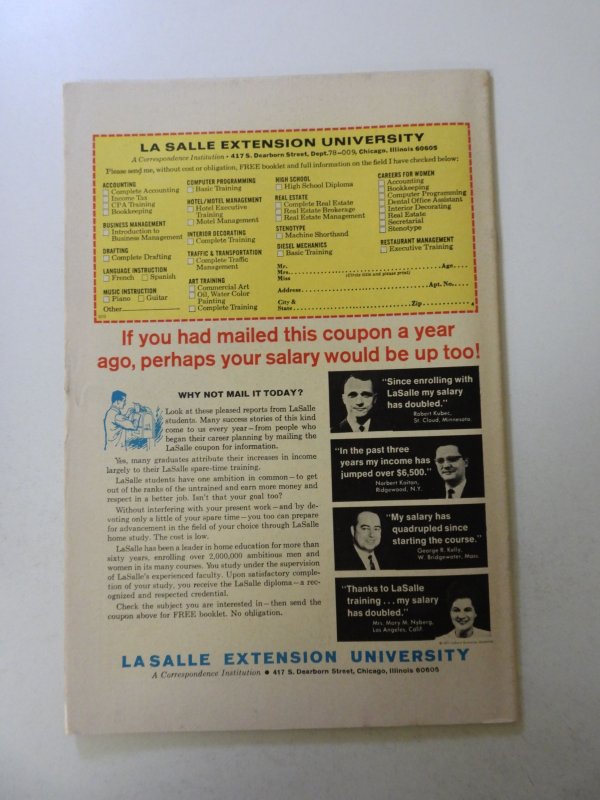 LA SALLE EXTENSION UNIVERSITY
A Correspondence Institution • 417 S. Dearborn Street, Dept. 78-009, Chicago, Illinois 60605
Please send me, without cost or obligation, FREE booklet and full information on the field I have checked below:
ACCOUNTING
Complete Accounting
Income Tax
CPA Training
Bookkeeping
BUSINESS MANAGEMENT
Introduction to
Business Management
DRAFTING
Complete Drafting
LANGUAGE INSTRUCTION
French Spanish
MUSIC INSTRUCTION
Piano Guitar
Other
COMPUTER PROGRAMMING
Basic Training
HOTEL/MOTEL MANAGEMENT
Hotel Executive
Training
Motel Management
INTERIOR DECORATING
Complete Training
TRAFFIC & TRANSPORTATION
Complete Traffic
Management
ART TRAINING
Commercial Art
Oil, Water Color
Painting
Complete Training
HIGH SCHOOL
High School Diploma
REAL ESTATE
Complete Real Estate
Real Estate Brokerage
Real Estate Management
STENOTYPE
Machine Shorthand
DIESEL MECHANICS
Basic Training
CAREERS FOR WOMEN
Accounting
Bookkeeping
Computer Programming
Dental Office Assistant
Interior Decorating
Real Estate
Secretarial
Stenotype
RESTAURANT MANAGEMENT
Executive Training
Mr.
Mrs. Age
Miss (Circle title and please print)
Address Apt. No.
City &
State Zip
If you had mailed this coupon a year
ago, perhaps your salary would be up too!
WHY NOT MAIL IT TODAY?
Look at these pleased reports from LaSalle
students. Many success stories of this kind
come to us every year—from people who
began their career planning by mailing the
LaSalle coupon for information.
Yes, many graduates attribute their increases in income
largely to their LaSalle spare-time training.
LaSalle students have one ambition in common—to get
out of the ranks of the untrained and earn more money and
respect in a better job. Isn't that your goal too?
Without interfering with your present work—and by de-
voting only a little of your spare time—you too can prepare
for advancement in the field of your choice through LaSalle
home study. The cost is low.
LaSalle has been a leader in home education for more than
sixty years, enrolling over 2,000,000 ambitious men and
women in its many courses. You study under the supervision
of LaSalle's experienced faculty. Upon satisfactory comple-
tion of your study, you receive the LaSalle diploma—a rec-
ognized and respected credential.
Check the subject you are interested in—then send the
coupon above for FREE booklet. No obligation.
"Since enrolling with
LaSalle my salary
has doubled."
Robert Kubec,
St. Cloud, Minnesota
"In the past three
years my income has
jumped over $6,500."
Norbert Kaiton,
Ridgewood, N.Y.
"My salary has
quadrupled since
starting the course."
George R. Kelly,
W. Bridgewater, Mass.
"Thanks to LaSalle
training...my salary
has doubled."
Mrs. Mary M. Nyberg,
Los Angeles, Calif.
LASALLE EXTENSION UNIVERSITY
A Correspondence Institution • 417 S. Dearborn Street, Chicago, Illinois 60605